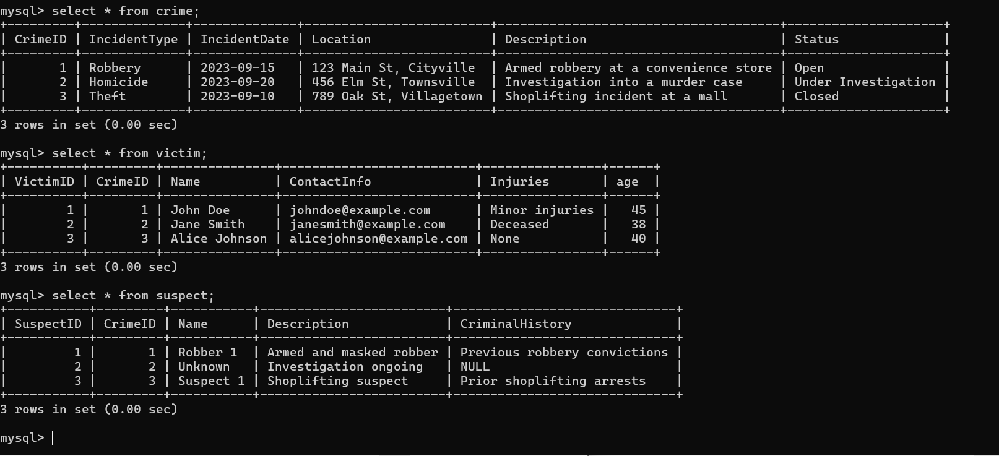 mysql> select * from crime;
+---------+--------------+--------------+-------------------------+--------------------------------------+---------------------+
| CrimeID | IncidentType | IncidentDate | Location                | Description                          | Status              |
+---------+--------------+--------------+-------------------------+--------------------------------------+---------------------+
|       1 | Robbery      | 2023-09-15   | 123 Main St, Cityville  | Armed robbery at a convenience store | Open                |
|       2 | Homicide     | 2023-09-20   | 456 Elm St, Townsville  | Investigation into a murder case     | Under Investigation |
|       3 | Theft        | 2023-09-10   | 789 Oak St, Villagetown | Shoplifting incident at a mall       | Closed              |
+---------+--------------+--------------+-------------------------+--------------------------------------+---------------------+
3 rows in set (0.00 sec)

mysql> select * from victim;
+----------+---------+---------------+--------------------------+----------------+------+
| VictimID | CrimeID | Name          | ContactInfo              | Injuries       | age  |
+----------+---------+---------------+--------------------------+----------------+------+
|        1 |       1 | John Doe      | johndoe@example.com      | Minor injuries |   45 |
|        2 |       2 | Jane Smith    | janesmith@example.com    | Deceased       |   38 |
|        3 |       3 | Alice Johnson | alicejohnson@example.com | None           |   40 |
+----------+---------+---------------+--------------------------+----------------+------+
3 rows in set (0.00 sec)

mysql> select * from suspect;
+-----------+---------+-----------+-------------------------+------------------------------+
| SuspectID | CrimeID | Name      | Description             | CriminalHistory              |
+-----------+---------+-----------+-------------------------+------------------------------+
|         1 |       1 | Robber 1  | Armed and masked robber | Previous robbery convictions |
|         2 |       2 | Unknown   | Investigation ongoing   | NULL                         |
|         3 |       3 | Suspect 1 | Shoplifting suspect     | Prior shoplifting arrests    |
+-----------+---------+-----------+-------------------------+------------------------------+
3 rows in set (0.00 sec)

mysql>